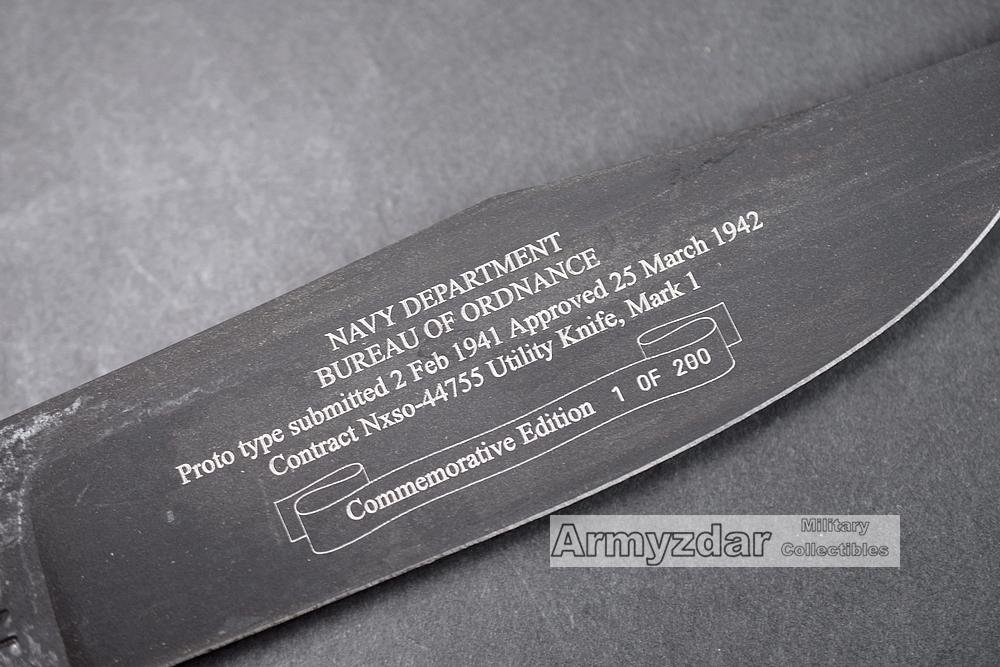 NAVY DEPARTMENT
BUREAU OF ORDNANCE
Proto type submitted 2 Feb 1941 Approved 25 March 1942
Contract Nxso-44755 Utility Knife, Mark 1
Commemorative Edition 1 OF 200
Armyzdar Military Collectibles